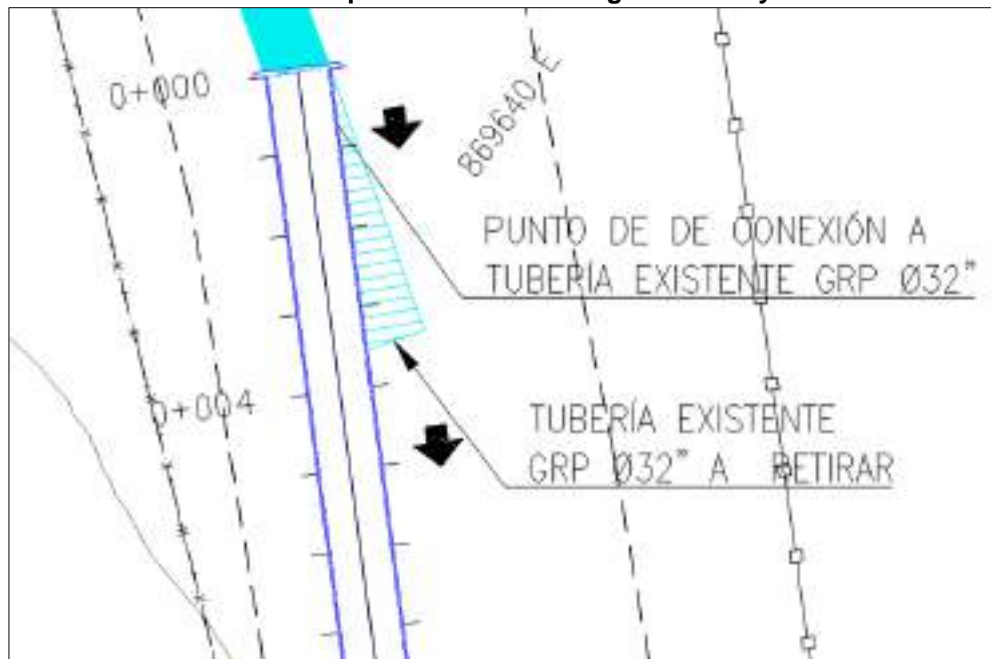 0+000
869640 E
PUNTO DE DE CONEXIÓN A
TUBERÍA EXISTENTE GRP Ø32"
0+004
TUBERÍA EXISTENTE
GRP Ø32" A RETIRAR